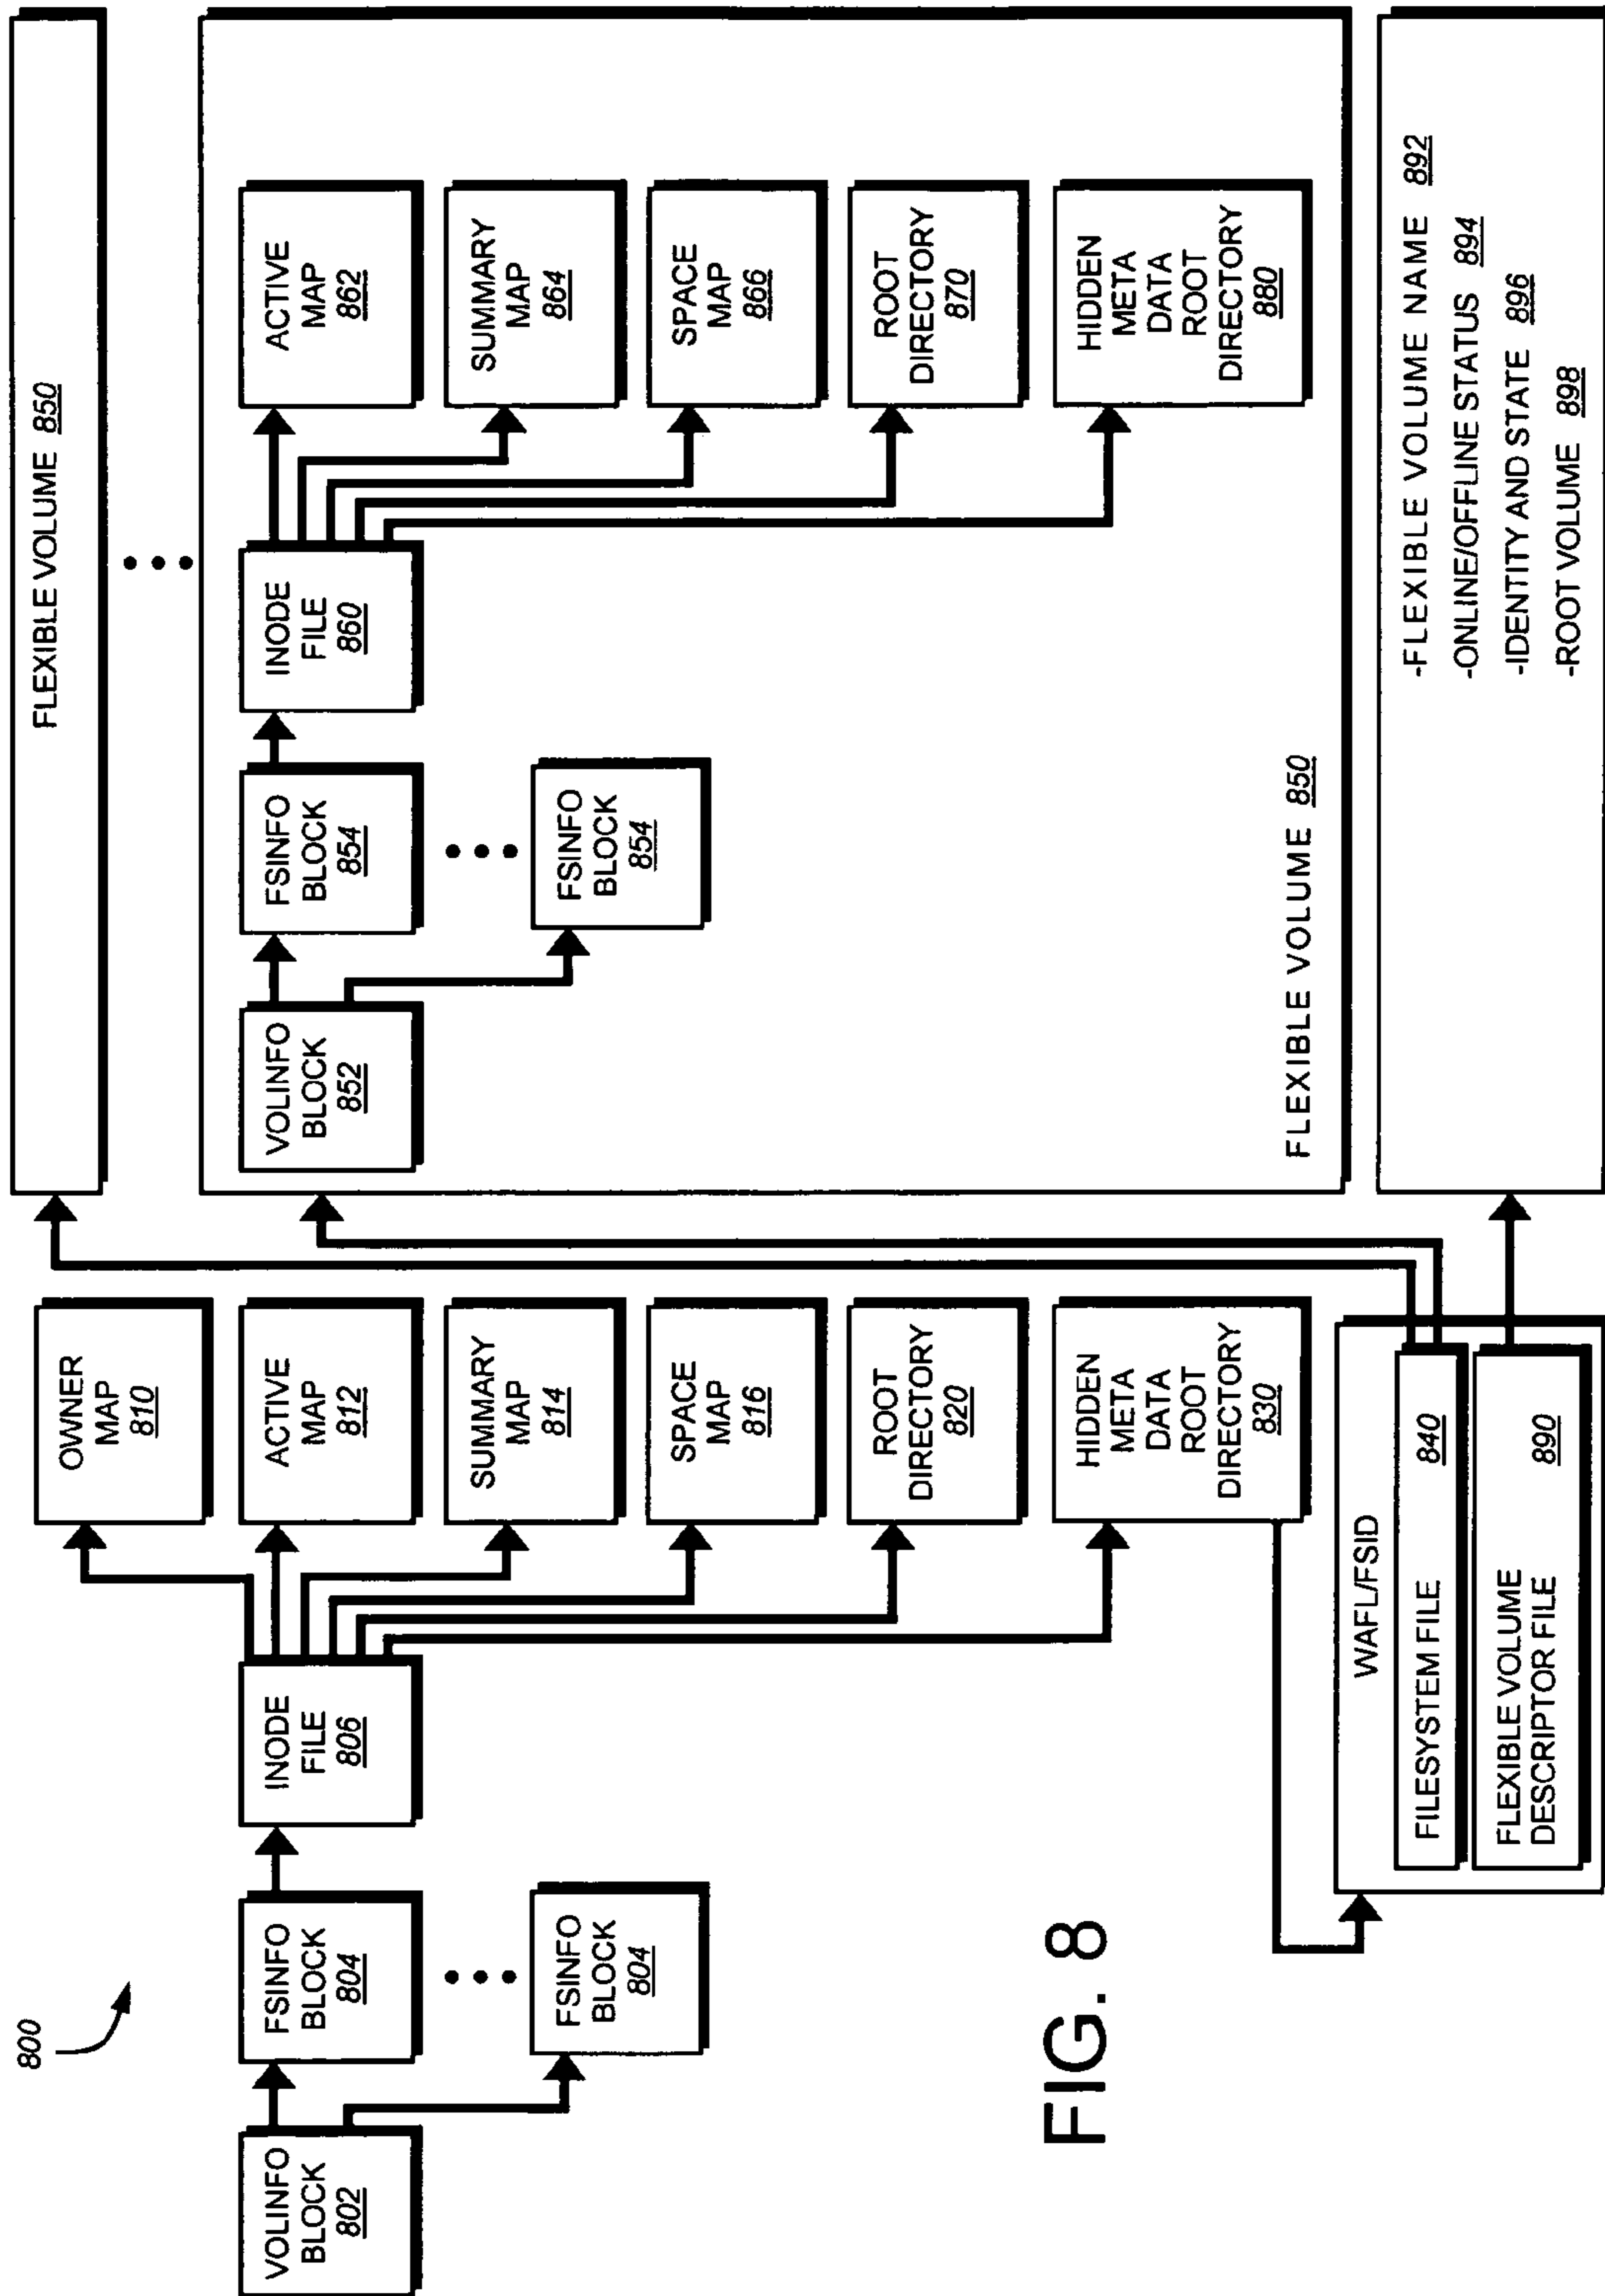 800
VOLINFO
BLOCK
802
FSINFO
BLOCK
804
FSINFO
BLOCK
804
INODE
FILE
806
OWNER
MAP
810
ACTIVE
MAP
812
SUMMARY
MAP
814
SPACE
MAP
816
ROOT
DIRECTORY
820
HIDDEN
META
DATA
ROOT
DIRECTORY
830
WAFL/FSID
FILESYSTEM FILE 840
FLEXIBLE VOLUME
DESCRIPTOR FILE 890
FLEXIBLE VOLUME 850
VOLINFO
BLOCK
852
FSINFO
BLOCK
854
FSINFO
BLOCK
854
INODE
FILE
860
ACTIVE
MAP
862
SUMMARY
MAP
864
SPACE
MAP
866
ROOT
DIRECTORY
870
HIDDEN
META
DATA
ROOT
DIRECTORY
880
FLEXIBLE VOLUME 850
-FLEXIBLE VOLUME NAME 892
-ONLINE/OFFLINE STATUS 894
-IDENTITY AND STATE 896
-ROOT VOLUME 898
FIG. 8